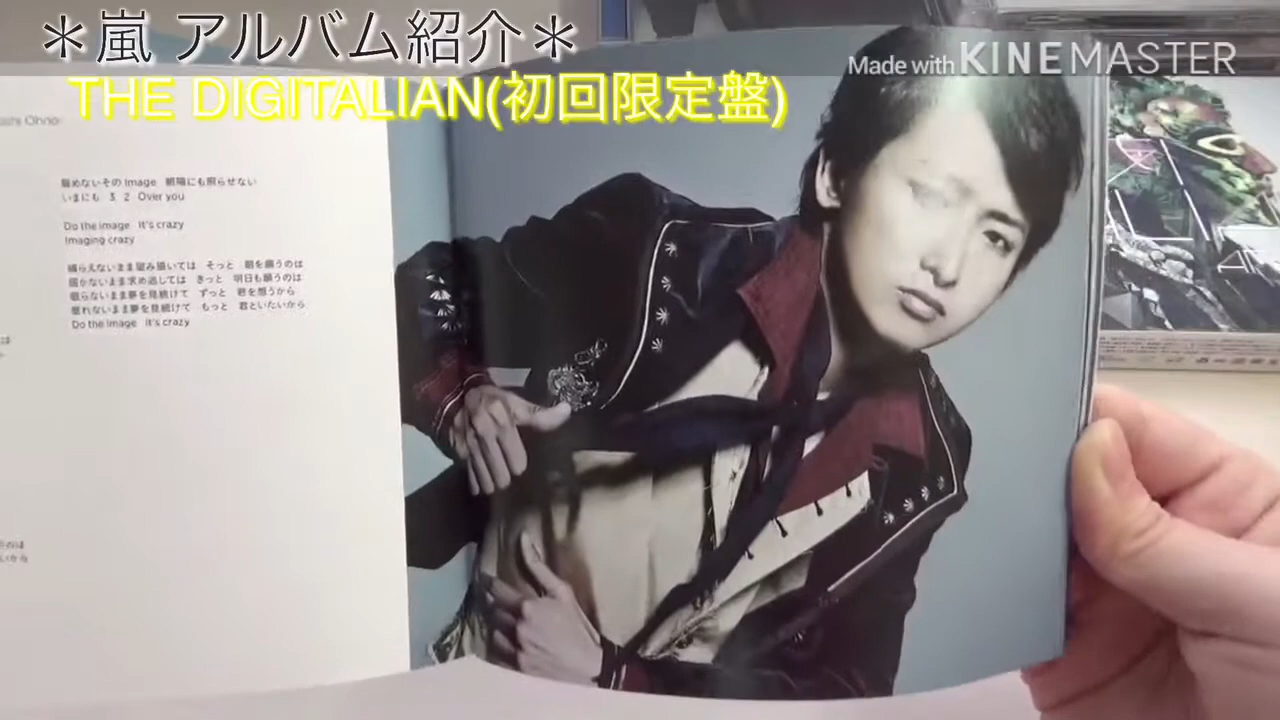 ＊嵐 アルバム紹介＊
Made with KINEMASTER
THE DIGITALIAN(初回限定盤)
Ohno
醒めないその Image 朝陽にも照らせない
いまにも 3 2 Over you
Do the image It's crazy
Imaging crazy
捕らえないまま 望み描いては そっと 朝を願うのは
届かないまま求め逃しては きっと 明日も願うのは
眠らないまま夢を見続けて ずっと 君を想うから
眠れないまま夢を見続けて もっと 君といたいから
Do the image It's crazy